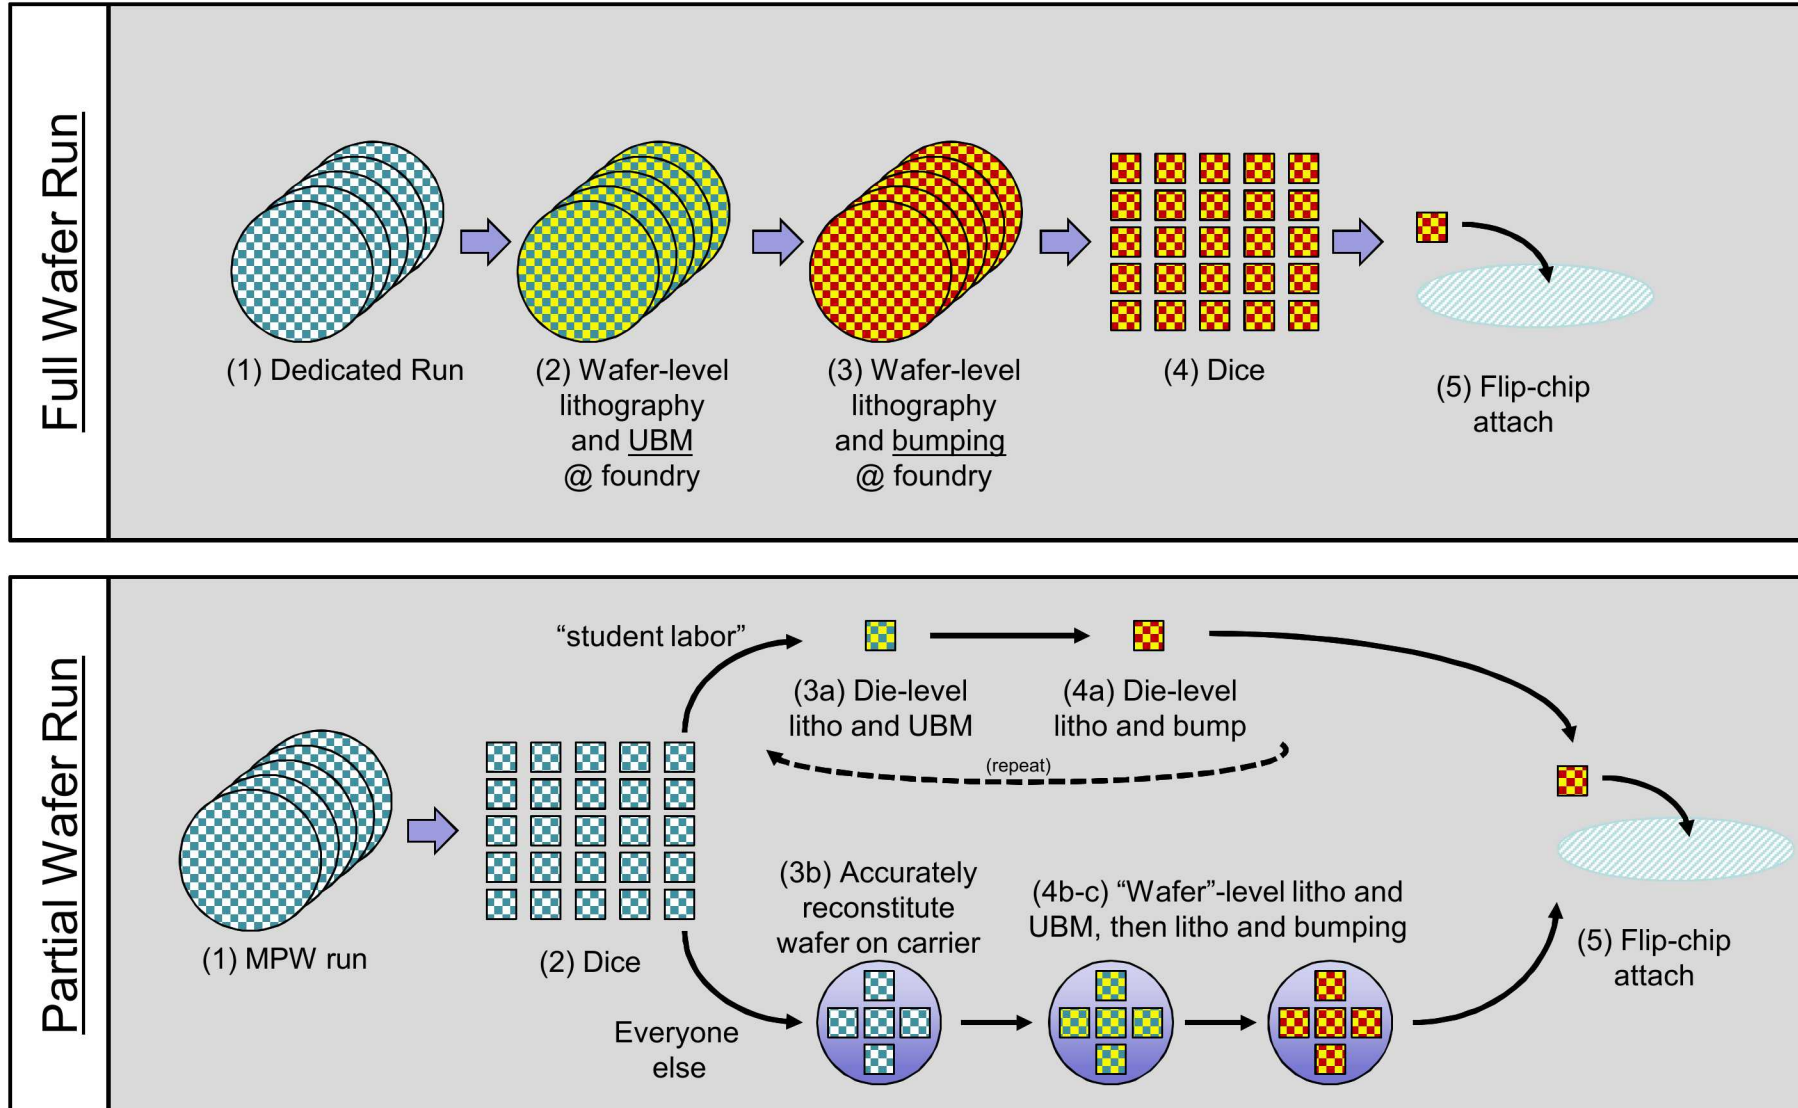 Full Wafer Run
(1) Dedicated Run
(2) Wafer-level
lithography
and UBM
@ foundry
(3) Wafer-level
lithography
and bumping
@ foundry
(4) Dice
(5) Flip-chip
attach
Partial Wafer Run
(1) MPW run
(2) Dice
“student labor”
(3a) Die-level
litho and UBM
(4a) Die-level
litho and bump
(repeat)
Everyone
else
(3b) Accurately
reconstitute
wafer on carrier
(4b-c) “Wafer”-level litho and
UBM, then litho and bumping
(5) Flip-chip
attach